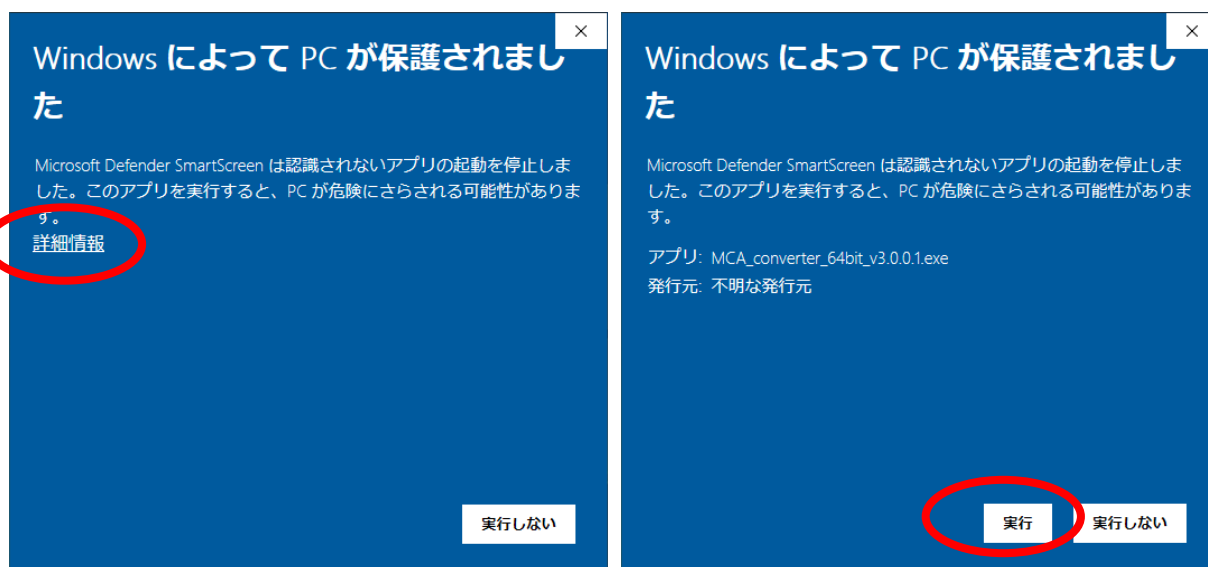 Windows によって PC が保護されまし
た
Microsoft Defender SmartScreen は認識されないアプリの起動を停止しま
した。このアプリを実行すると、PC が危険にさらされる可能性がありま
す。
詳細情報
実行しない
Windows によって PC が保護されまし
た
Microsoft Defender SmartScreen は認識されないアプリの起動を停止しま
した。このアプリを実行すると、PC が危険にさらされる可能性がありま
す。
アプリ: MCA_converter_64bit_v3.0.0.1.exe
発行元: 不明な発行元
実行 実行しない